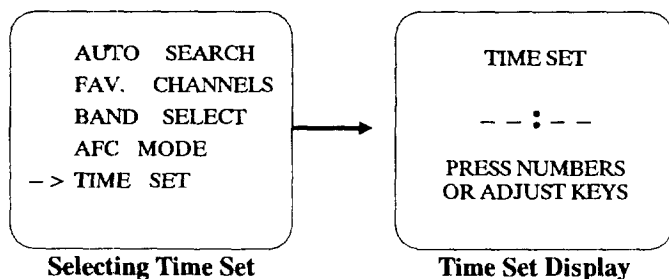 AUTO SEARCH
FAV. CHANNELS
BAND SELECT
AFC MODE
–> TIME SET
Selecting Time Set
TIME SET
– – : – –
PRESS NUMBERS
OR ADJUST KEYS
Time Set Display